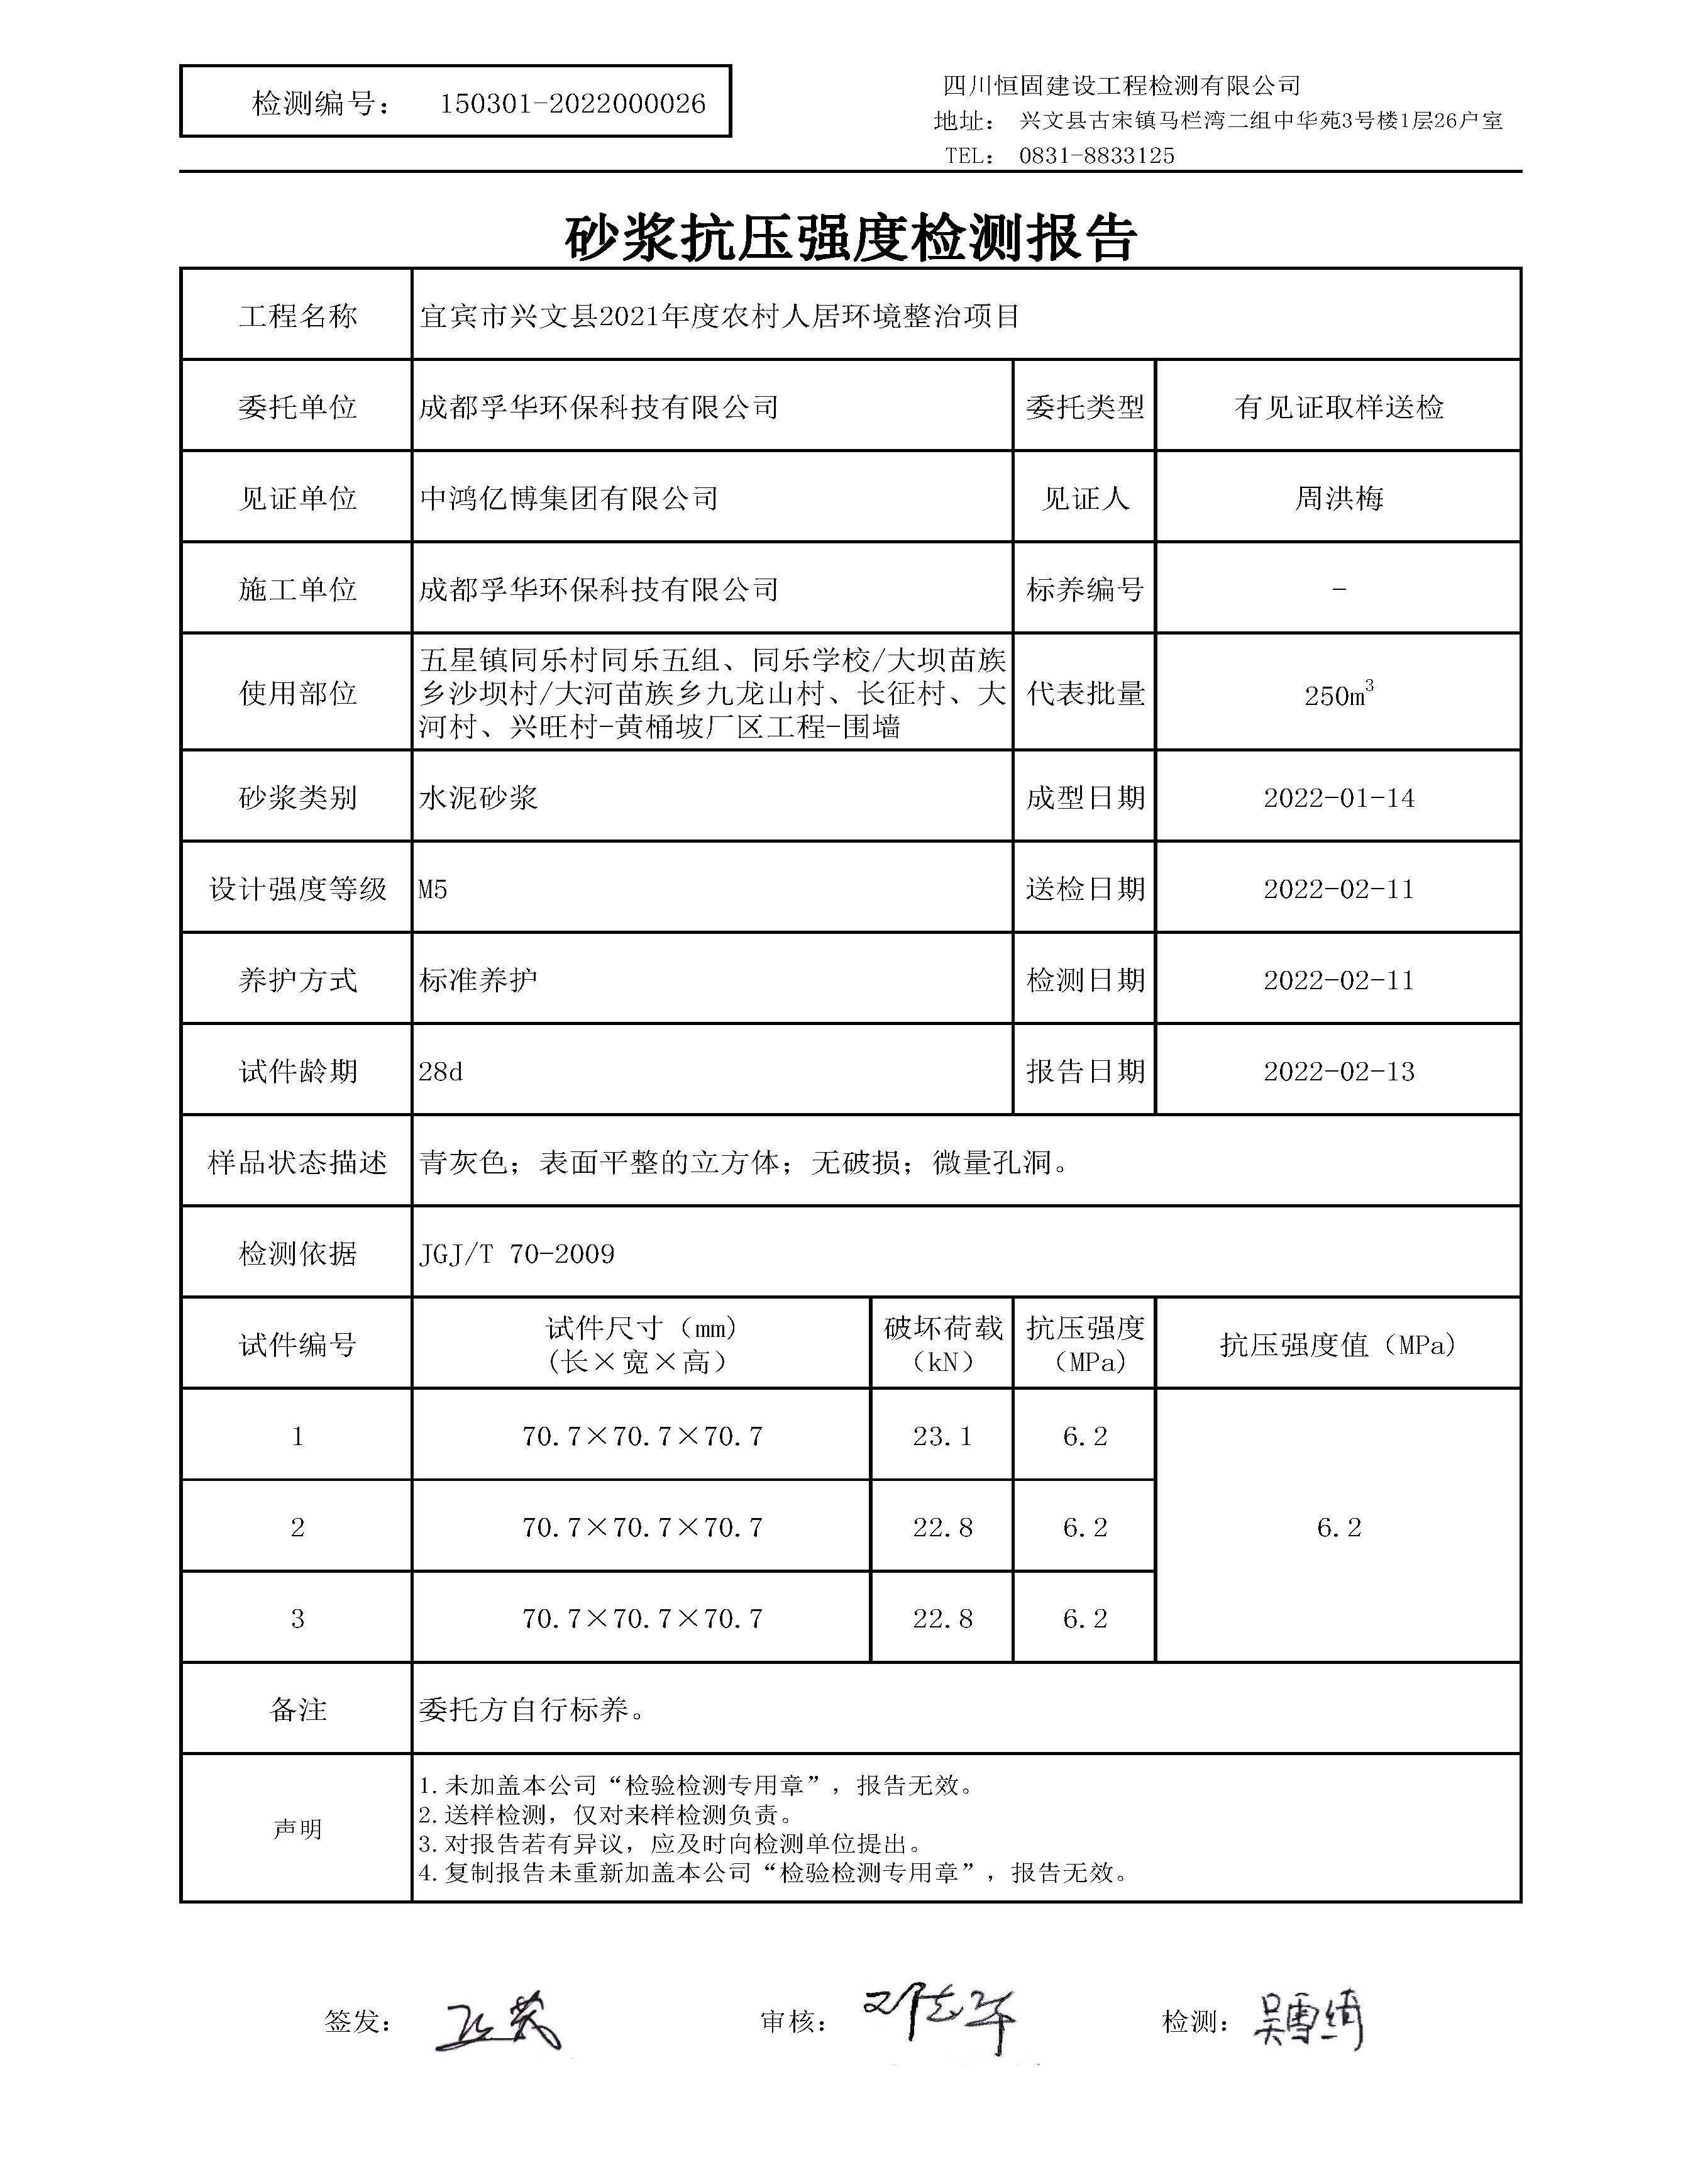 检测编号： 150301-2022000026
四川恒固建设工程检测有限公司
地址： 兴文县古宋镇马栏湾二组中华苑3号楼1层26户室
TEL： 0831-8833125
砂浆抗压强度检测报告
工程名称 宜宾市兴文县2021年度农村人居环境整治项目
委托单位 成都孚华环保科技有限公司 委托类型 有见证取样送检
见证单位 中鸿亿博集团有限公司 见证人 周洪梅
施工单位 成都孚华环保科技有限公司 标养编号 -
使用部位 五星镇同乐村同乐五组、同乐学校/大坝苗族
乡沙坝村/大河苗族乡九龙山村、长征村、大
河村、兴旺村-黄桶坡厂区工程-围墙
代表批量 250m³
砂浆类别 水泥砂浆 成型日期 2022-01-14
设计强度等级 M5 送检日期 2022-02-11
养护方式 标准养护 检测日期 2022-02-11
试件龄期 28d 报告日期 2022-02-13
样品状态描述 青灰色；表面平整的立方体；无破损；微量孔洞。
检测依据 JGJ/T 70-2009
试件编号 试件尺寸（mm）
(长×宽×高）
破坏荷载
（kN）
抗压强度
（MPa）
抗压强度值（MPa）
1 70.7×70.7×70.7 23.1 6.2
2 70.7×70.7×70.7 22.8 6.2 6.2
3 70.7×70.7×70.7 22.8 6.2
备注 委托方自行标养。
声明
1.未加盖本公司“检验检测专用章”，报告无效。
2.送样检测，仅对来样检测负责。
3.对报告若有异议，应及时向检测单位提出。
4.复制报告未重新加盖本公司“检验检测专用章”，报告无效。
签发： 审核： 检测：吴雪绮